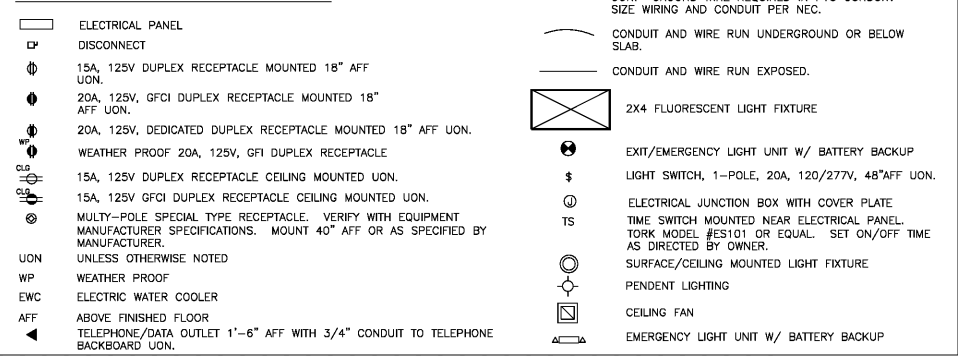 ELECTRICAL PANEL
DISCONNECT
15A, 125V DUPLEX RECEPTACLE MOUNTED 18" AFF
UON.
20A, 125V, GFCI DUPLEX RECEPTACLE MOUNTED 18"
AFF UON.
20A, 125V, DEDICATED DUPLEX RECEPTACLE MOUNTED 18" AFF UON.
WP
WEATHER PROOF 20A, 125V, GFI DUPLEX RECEPTACLE
CLG
15A, 125V DUPLEX RECEPTACLE CEILING MOUNTED UON.
CLG
15A, 125V GFCI DUPLEX RECEPTACLE CEILING MOUNTED UON.
MULTY-POLE SPECIAL TYPE RECEPTACLE. VERIFY WITH EQUIPMENT
MANUFACTURER SPECIFICATIONS. MOUNT 40" AFF OR AS SPECIFIED BY
MANUFACTURER.
UON UNLESS OTHERWISE NOTED
WP WEATHER PROOF
EWC ELECTRIC WATER COOLER
AFF ABOVE FINISHED FLOOR
TELEPHONE/DATA OUTLET 1'-6" AFF WITH 3/4" CONDUIT TO TELEPHONE
BACKBOARD UON.
SIZE WIRING AND CONDUIT PER NEC.
CONDUIT AND WIRE RUN UNDERGROUND OR BELOW
SLAB.
CONDUIT AND WIRE RUN EXPOSED.
2X4 FLUORESCENT LIGHT FIXTURE
EXIT/EMERGENCY LIGHT UNIT W/ BATTERY BACKUP
$ LIGHT SWITCH, 1-POLE, 20A, 120/277V, 48"AFF UON.
J ELECTRICAL JUNCTION BOX WITH COVER PLATE
TS TIME SWITCH MOUNTED NEAR ELECTRICAL PANEL.
TORK MODEL #ES101 OR EQUAL. SET ON/OFF TIME
AS DIRECTED BY OWNER.
SURFACE/CEILING MOUNTED LIGHT FIXTURE
PENDENT LIGHTING
CEILING FAN
EMERGENCY LIGHT UNIT W/ BATTERY BACKUP